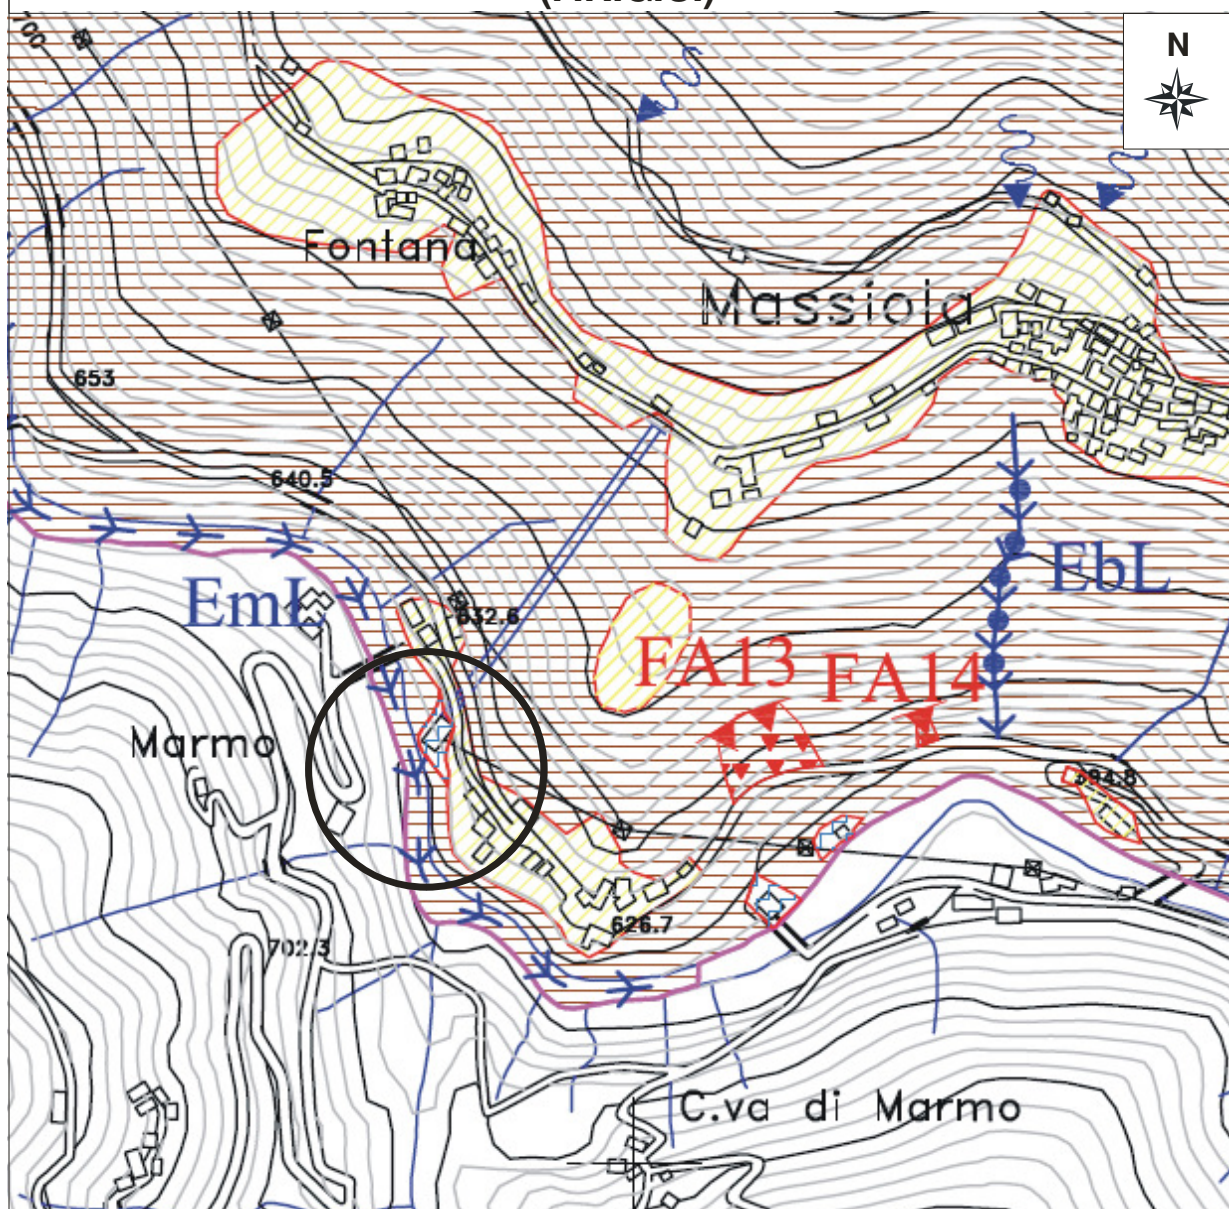 N
700
Fontana
Massiola
653
640.5
EmL
EbL
632.6
FA13
FA14
Marmo
594.8
626.7
702.3
C.va di Marmo